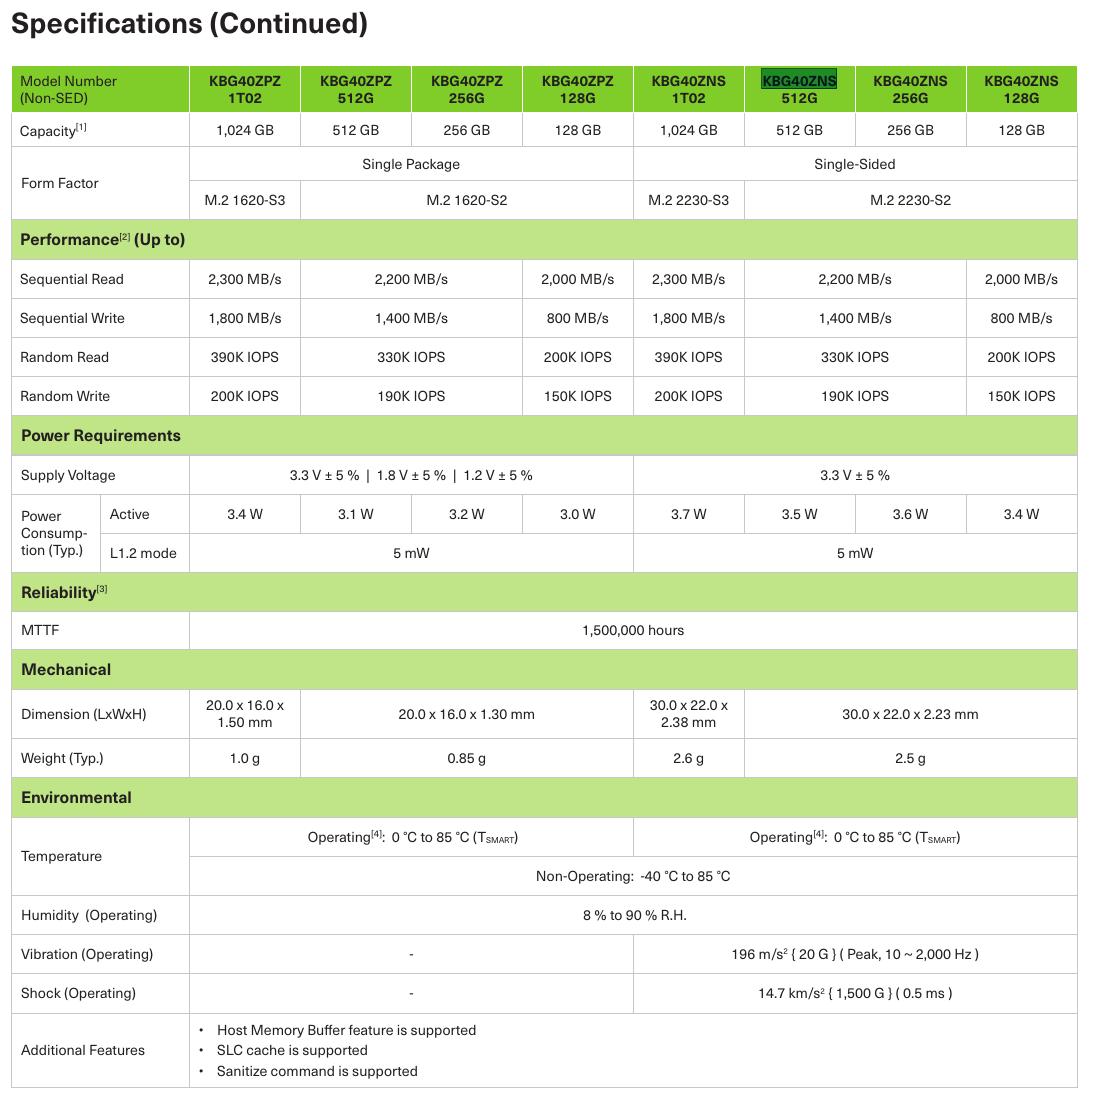 Specifications (Continued)
Model Number (Non-SED) KBG40ZPZ 1T02 KBG40ZPZ 512G KBG40ZPZ 256G KBG40ZPZ 128G KBG40ZNS 1T02 KBG40ZNS 512G KBG40ZNS 256G KBG40ZNS 128G
Capacity[1] 1,024 GB 512 GB 256 GB 128 GB 1,024 GB 512 GB 256 GB 128 GB
Form Factor Single Package Single-Sided
M.2 1620-S3 M.2 1620-S2 M.2 2230-S3 M.2 2230-S2
Performance[2] (Up to)
Sequential Read 2,300 MB/s 2,200 MB/s 2,000 MB/s 2,300 MB/s 2,200 MB/s 2,000 MB/s
Sequential Write 1,800 MB/s 1,400 MB/s 800 MB/s 1,800 MB/s 1,400 MB/s 800 MB/s
Random Read 390K IOPS 330K IOPS 200K IOPS 390K IOPS 330K IOPS 200K IOPS
Random Write 200K IOPS 190K IOPS 150K IOPS 200K IOPS 190K IOPS 150K IOPS
Power Requirements
Supply Voltage 3.3 V ± 5 % | 1.8 V ± 5 % | 1.2 V ± 5 % 3.3 V ± 5 %
Power Consump-tion (Typ.) Active 3.4 W 3.1 W 3.2 W 3.0 W 3.7 W 3.5 W 3.6 W 3.4 W
L1.2 mode 5 mW 5 mW
Reliability[3]
MTTF 1,500,000 hours
Mechanical
Dimension (LxWxH) 20.0 x 16.0 x 1.50 mm 20.0 x 16.0 x 1.30 mm 30.0 x 22.0 x 2.38 mm 30.0 x 22.0 x 2.23 mm
Weight (Typ.) 1.0 g 0.85 g 2.6 g 2.5 g
Environmental
Temperature Operating[4]: 0 °C to 85 °C (TSMART) Operating[4]: 0 °C to 85 °C (TSMART)
Non-Operating: -40 °C to 85 °C
Humidity (Operating) 8 % to 90 % R.H.
Vibration (Operating) - 196 m/s² { 20 G } ( Peak, 10 ~ 2,000 Hz )
Shock (Operating) - 14.7 km/s² { 1,500 G } ( 0.5 ms )
Additional Features • Host Memory Buffer feature is supported
• SLC cache is supported
• Sanitize command is supported